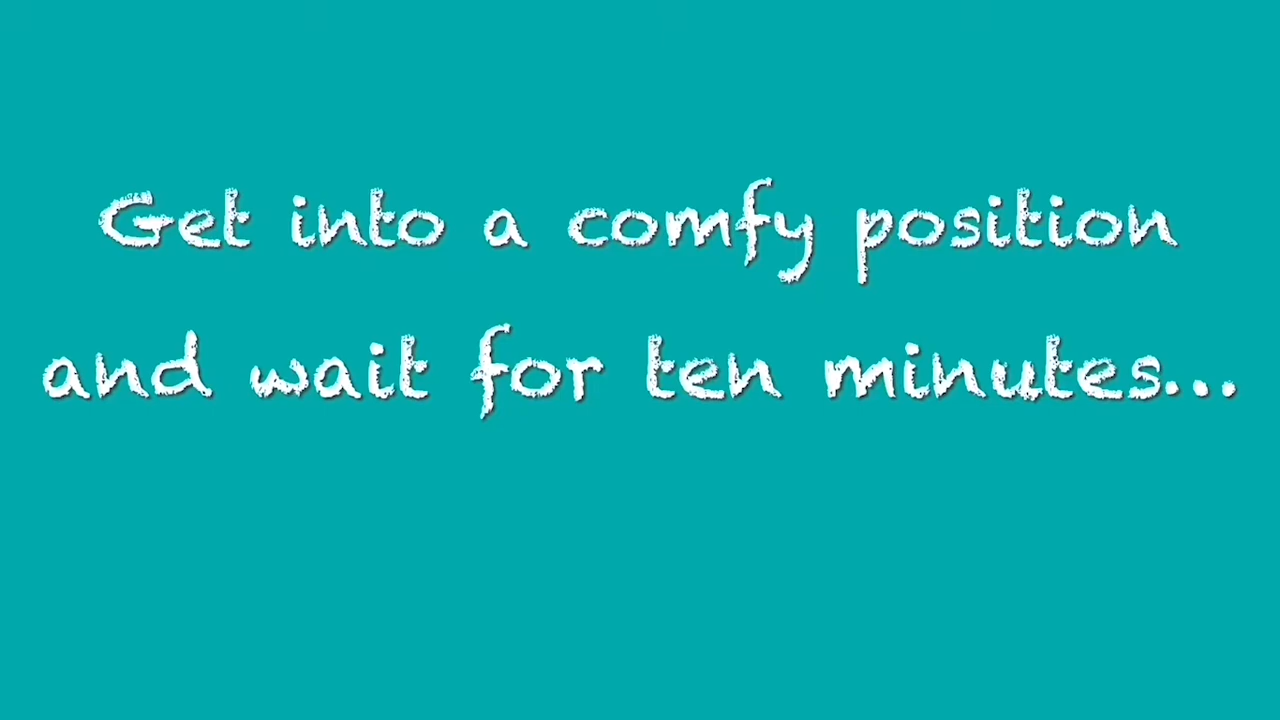 Get into a comfy position
and wait for ten minutes...